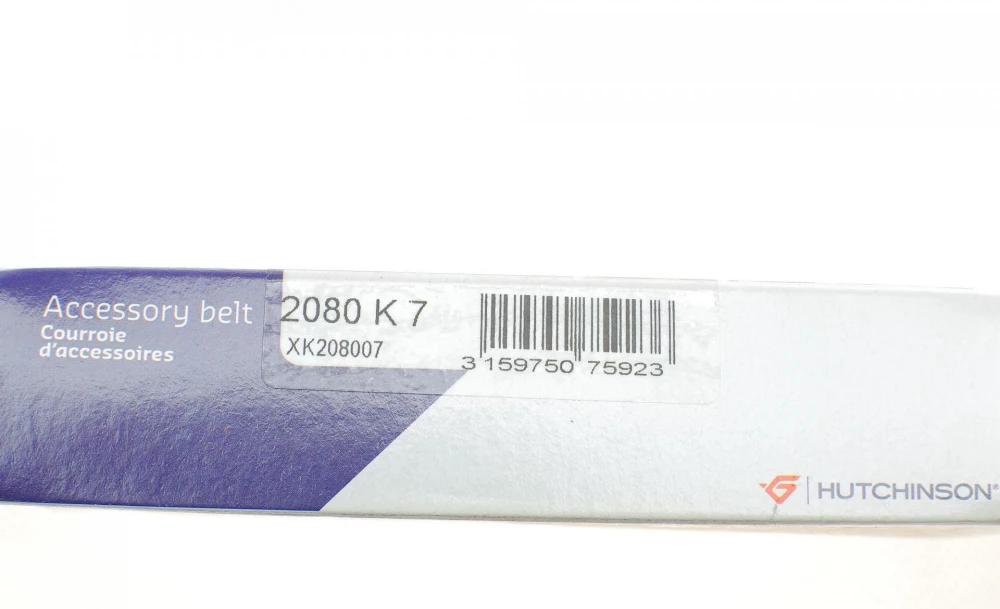 Accessory belt
Courroie
d'accessoires
2080 K 7
XK208007
3 159750 75923
HUTCHINSON®